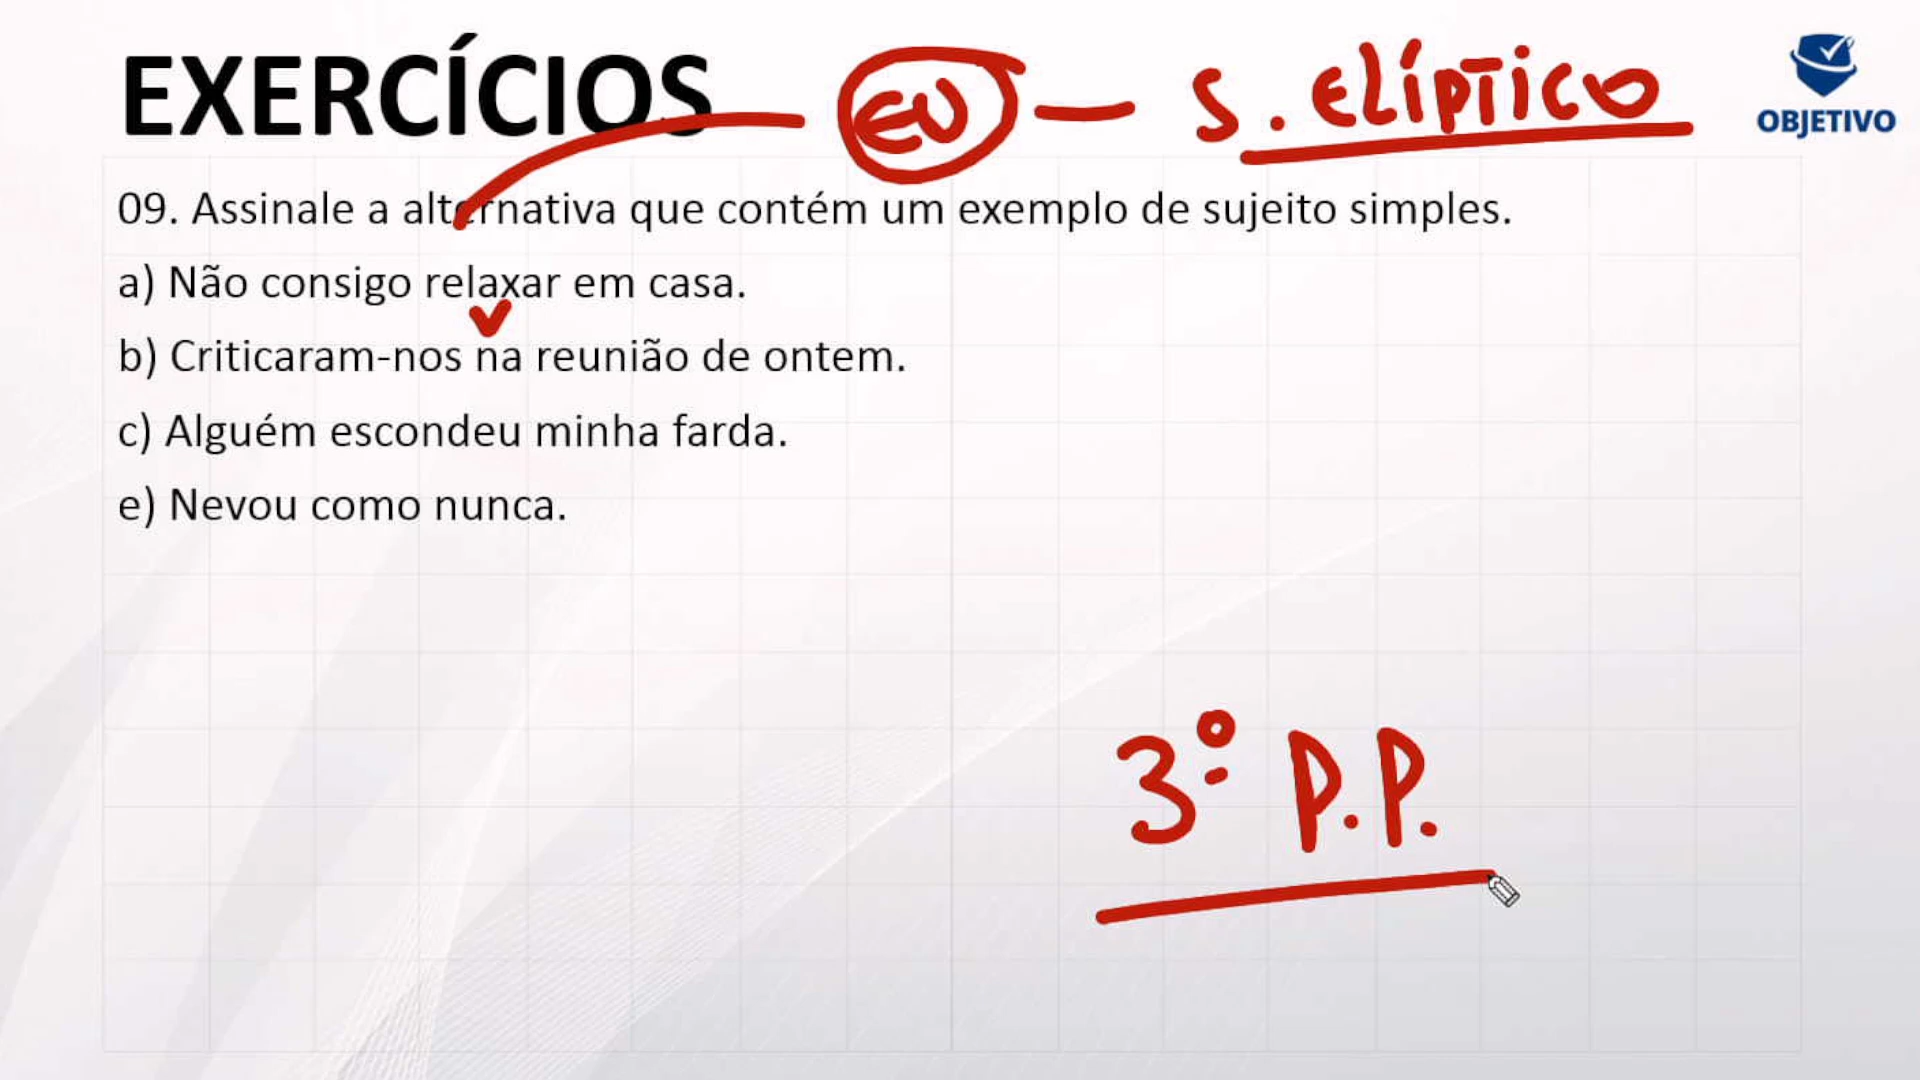 EXERCÍCIOS EU — S. ElípTico
OBJETIVO
09. Assinale a alternativa que contém um exemplo de sujeito simples.
a) Não consigo relaxar em casa.
b) Criticaram-nos na reunião de ontem.
c) Alguém escondeu minha farda.
e) Nevou como nunca.
3º P.P.